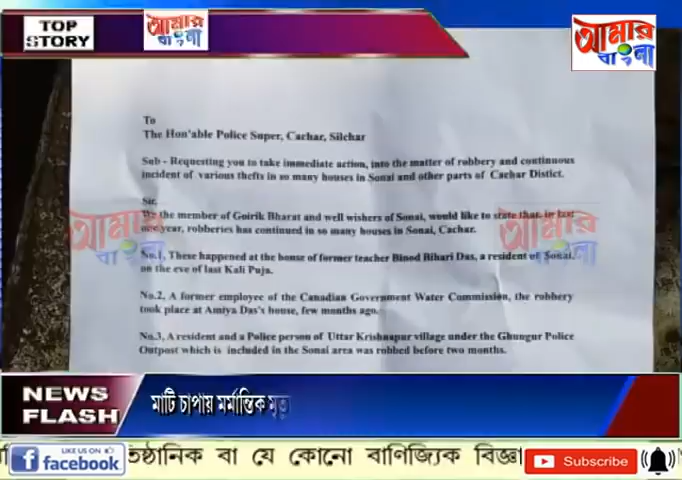 TOP
STORY
আমার
বাংলা
আমার
বাংলা
To
The Hon'able Police Super, Cachar, Silchar
Sub - Requesting you to take immediate action, into the matter of robbery and continuous
incident of various thefts in so many houses in Sonai and other parts of Cachar Distict.
Sir,
We the member of Goirik Bharat and well wishers of Sonai, would like to state that, in last
one year, robberies has continued in so many houses in Sonai, Cachar.
আমার
বাংলা
আমার
বাংলা
No.1, These happened at the house of former teacher Binod Bihari Das, a resident of Sonai,
on the eve of last Kali Puja.
No.2, A former employee of the Canadian Government Water Commission, the robbery
took place at Amiya Das's house, few months ago.
No.3, A resident and a Police person of Uttar Krishnapur village under the Ghungur Police
Outpost which is included in the Sonai area was robbed before two months.
NEWS
FLASH
মাটি চাপায় মর্মান্তিক মৃত্যু
LIKE US ON
facebook
তিষ্ঠানিক বা যে কোনো বাণিজ্যিক বিজ্ঞা
Subscribe